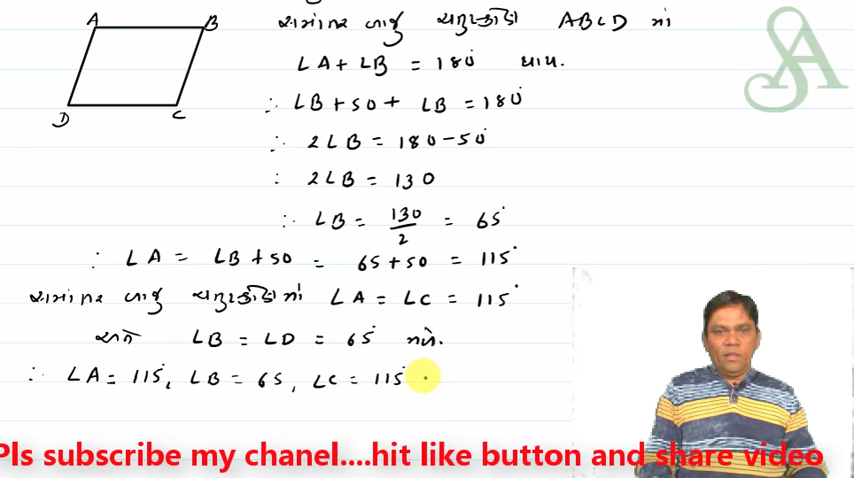 A B
D C
સમાંતર બાજુ ચતુષ્કોણ ABCD માં
∠A + ∠B = 180° થાય.
∴ ∠B + 50 + ∠B = 180°
∴ 2∠B = 180 - 50°
: 2∠B = 130
∴ ∠B = 130/2 = 65°
∴ ∠A = ∠B + 50 = 65 + 50 = 115°
સમાંતર બાજુ ચતુષ્કોણમાં ∠A = ∠C = 115°
અને ∠B = ∠D = 65°
∴ ∠A = 115°, ∠B = 65, ∠C = 115°
Pls subscribe my chanel....hit like button and share video